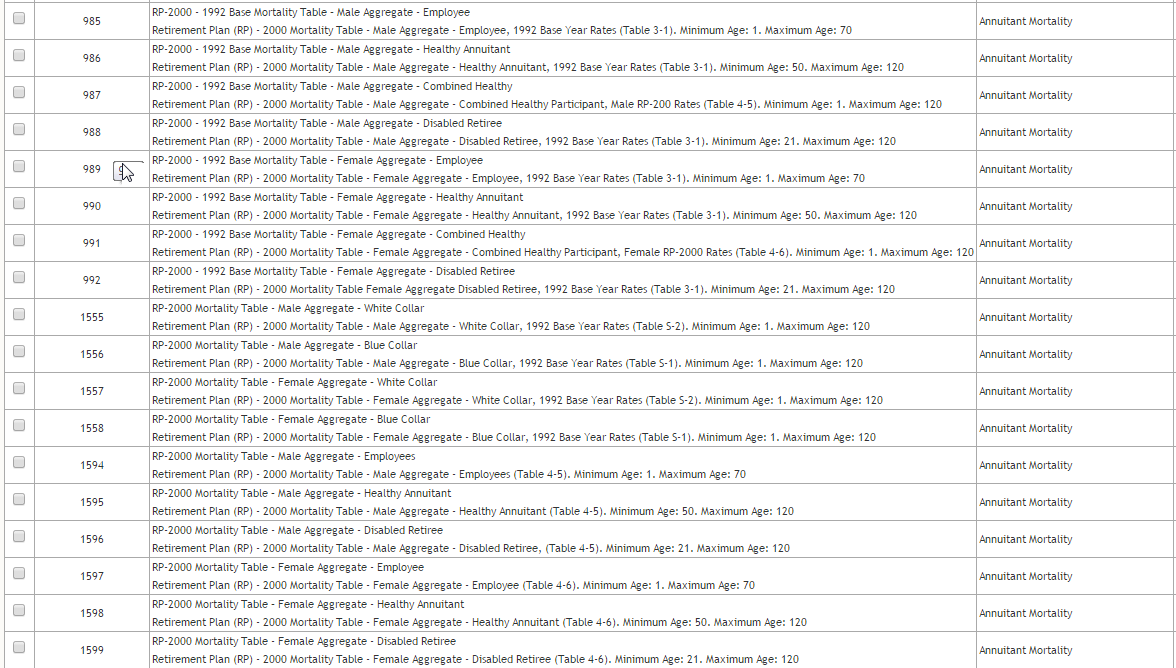 985
RP-2000 - 1992 Base Mortality Table - Male Aggregate - Employee
Retirement Plan (RP) - 2000 Mortality Table - Male Aggregate - Employee, 1992 Base Year Rates (Table 3-1). Minimum Age: 1. Maximum Age: 70
Annuitant Mortality
986
RP-2000 - 1992 Base Mortality Table - Male Aggregate - Healthy Annuitant
Retirement Plan (RP) - 2000 Mortality Table - Male Aggregate - Healthy Annuitant, 1992 Base Year Rates (Table 3-1). Minimum Age: 50. Maximum Age: 120
Annuitant Mortality
987
RP-2000 - 1992 Base Mortality Table - Male Aggregate - Combined Healthy
Retirement Plan (RP) - 2000 Mortality Table - Male Aggregate - Combined Healthy Participant, Male RP-200 Rates (Table 4-5). Minimum Age: 1. Maximum Age: 120
Annuitant Mortality
988
RP-2000 - 1992 Base Mortality Table - Male Aggregate - Disabled Retiree
Retirement Plan (RP) - 2000 Mortality Table - Male Aggregate - Disabled Retiree, 1992 Base Year Rates (Table 3-1). Minimum Age: 21. Maximum Age: 120
Annuitant Mortality
989
RP-2000 - 1992 Base Mortality Table - Female Aggregate - Employee
Retirement Plan (RP) - 2000 Mortality Table - Female Aggregate - Employee, 1992 Base Year Rates (Table 3-1). Minimum Age: 1. Maximum Age: 70
Annuitant Mortality
990
RP-2000 - 1992 Base Mortality Table - Female Aggregate - Healthy Annuitant
Retirement Plan (RP) - 2000 Mortality Table - Female Aggregate - Healthy Annuitant, 1992 Base Year Rates (Table 3-1). Minimum Age: 50. Maximum Age: 120
Annuitant Mortality
991
RP-2000 - 1992 Base Mortality Table - Female Aggregate - Combined Healthy
Retirement Plan (RP) - 2000 Mortality Table - Female Aggregate - Combined Healthy Participant, Female RP-2000 Rates (Table 4-6). Minimum Age: 1. Maximum Age: 120
Annuitant Mortality
992
RP-2000 - 1992 Base Mortality Table - Female Aggregate - Disabled Retiree
Retirement Plan (RP) - 2000 Mortality Table Female Aggregate Disabled Retiree, 1992 Base Year Rates (Table 3-1). Minimum Age: 21. Maximum Age: 120
Annuitant Mortality
1555
RP-2000 Mortality Table - Male Aggregate - White Collar
Retirement Plan (RP) - 2000 Mortality Table - Male Aggregate - White Collar, 1992 Base Year Rates (Table S-2). Minimum Age: 1. Maximum Age: 120
Annuitant Mortality
1556
RP-2000 Mortality Table - Male Aggregate - Blue Collar
Retirement Plan (RP) - 2000 Mortality Table - Male Aggregate - Blue Collar, 1992 Base Year Rates (Table S-1). Minimum Age: 1. Maximum Age: 120
Annuitant Mortality
1557
RP-2000 Mortality Table - Female Aggregate - White Collar
Retirement Plan (RP) - 2000 Mortality Table - Female Aggregate - White Collar, 1992 Base Year Rates (Table S-2). Minimum Age: 1. Maximum Age: 120
Annuitant Mortality
1558
RP-2000 Mortality Table - Female Aggregate - Blue Collar
Retirement Plan (RP) - 2000 Mortality Table - Female Aggregate - Blue Collar, 1992 Base Year Rates (Table S-1). Minimum Age: 1. Maximum Age: 120
Annuitant Mortality
1594
RP-2000 Mortality Table - Male Aggregate - Employees
Retirement Plan (RP) - 2000 Mortality Table - Male Aggregate - Employees (Table 4-5). Minimum Age: 1. Maximum Age: 70
Annuitant Mortality
1595
RP-2000 Mortality Table - Male Aggregate - Healthy Annuitant
Retirement Plan (RP) - 2000 Mortality Table - Male Aggregate - Healthy Annuitant (Table 4-5). Minimum Age: 50. Maximum Age: 120
Annuitant Mortality
1596
RP-2000 Mortality Table - Male Aggregate - Disabled Retiree
Retirement Plan (RP) - 2000 Mortality Table - Male Aggregate - Disabled Retiree, (Table 4-5). Minimum Age: 21. Maximum Age: 120
Annuitant Mortality
1597
RP-2000 Mortality Table - Female Aggregate - Employee
Retirement Plan (RP) - 2000 Mortality Table - Female Aggregate - Employee (Table 4-6). Minimum Age: 1. Maximum Age: 70
Annuitant Mortality
1598
RP-2000 Mortality Table - Female Aggregate - Healthy Annuitant
Retirement Plan (RP) - 2000 Mortality Table - Female Aggregate - Healthy Annuitant (Table 4-6). Minimum Age: 50. Maximum Age: 120
Annuitant Mortality
1599
RP-2000 Mortality Table - Female Aggregate - Disabled Retiree
Retirement Plan (RP) - 2000 Mortality Table - Female Aggregate - Disabled Retiree (Table 4-6). Minimum Age: 21. Maximum Age: 120
Annuitant Mortality